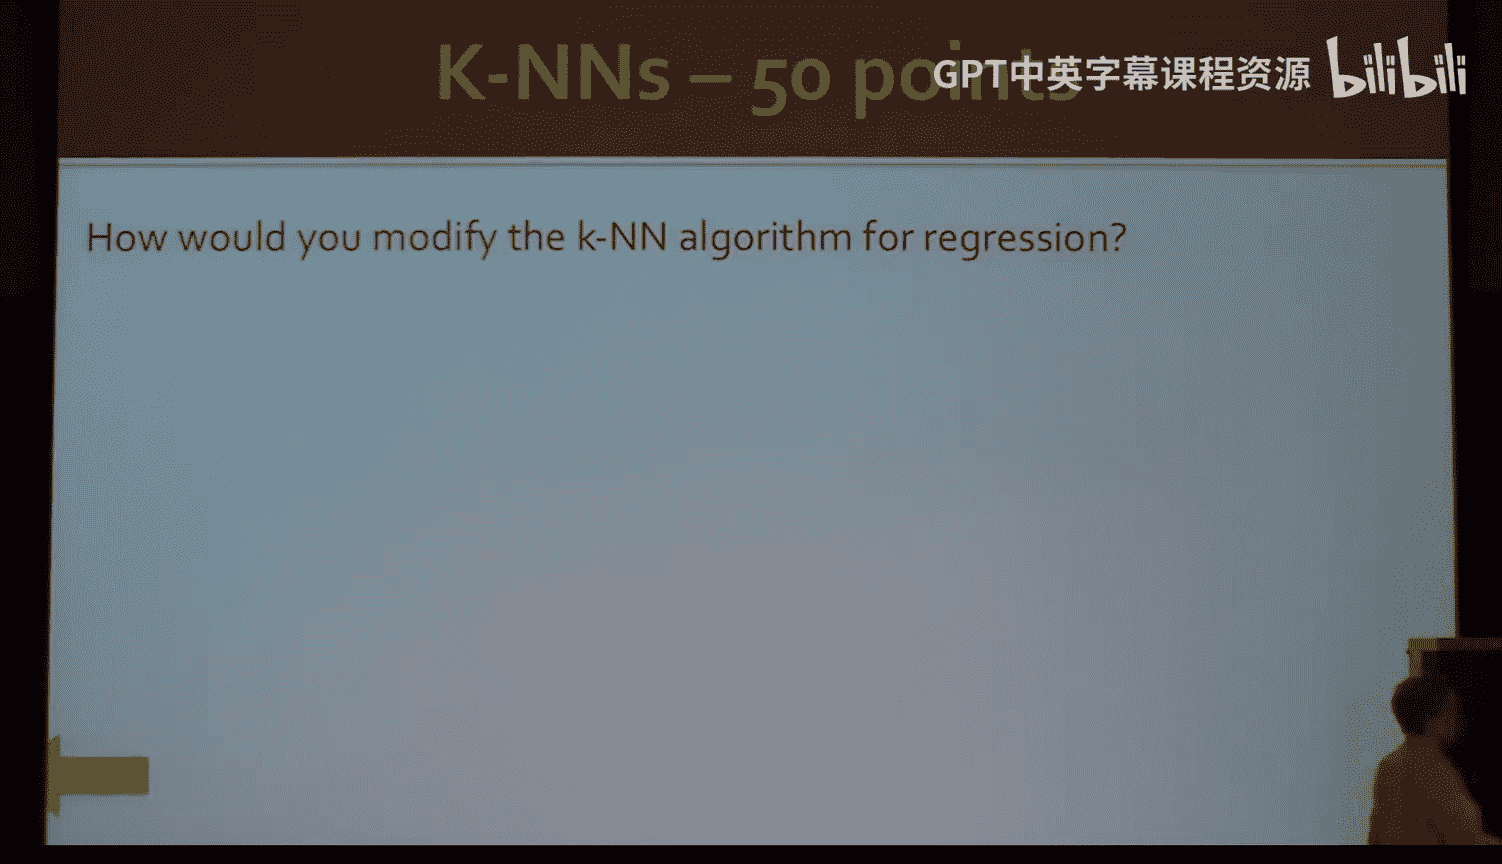 K-NNs – 50 points
GPT中英字幕课程资源 bilibili
How would you modify the k-NN algorithm for regression?